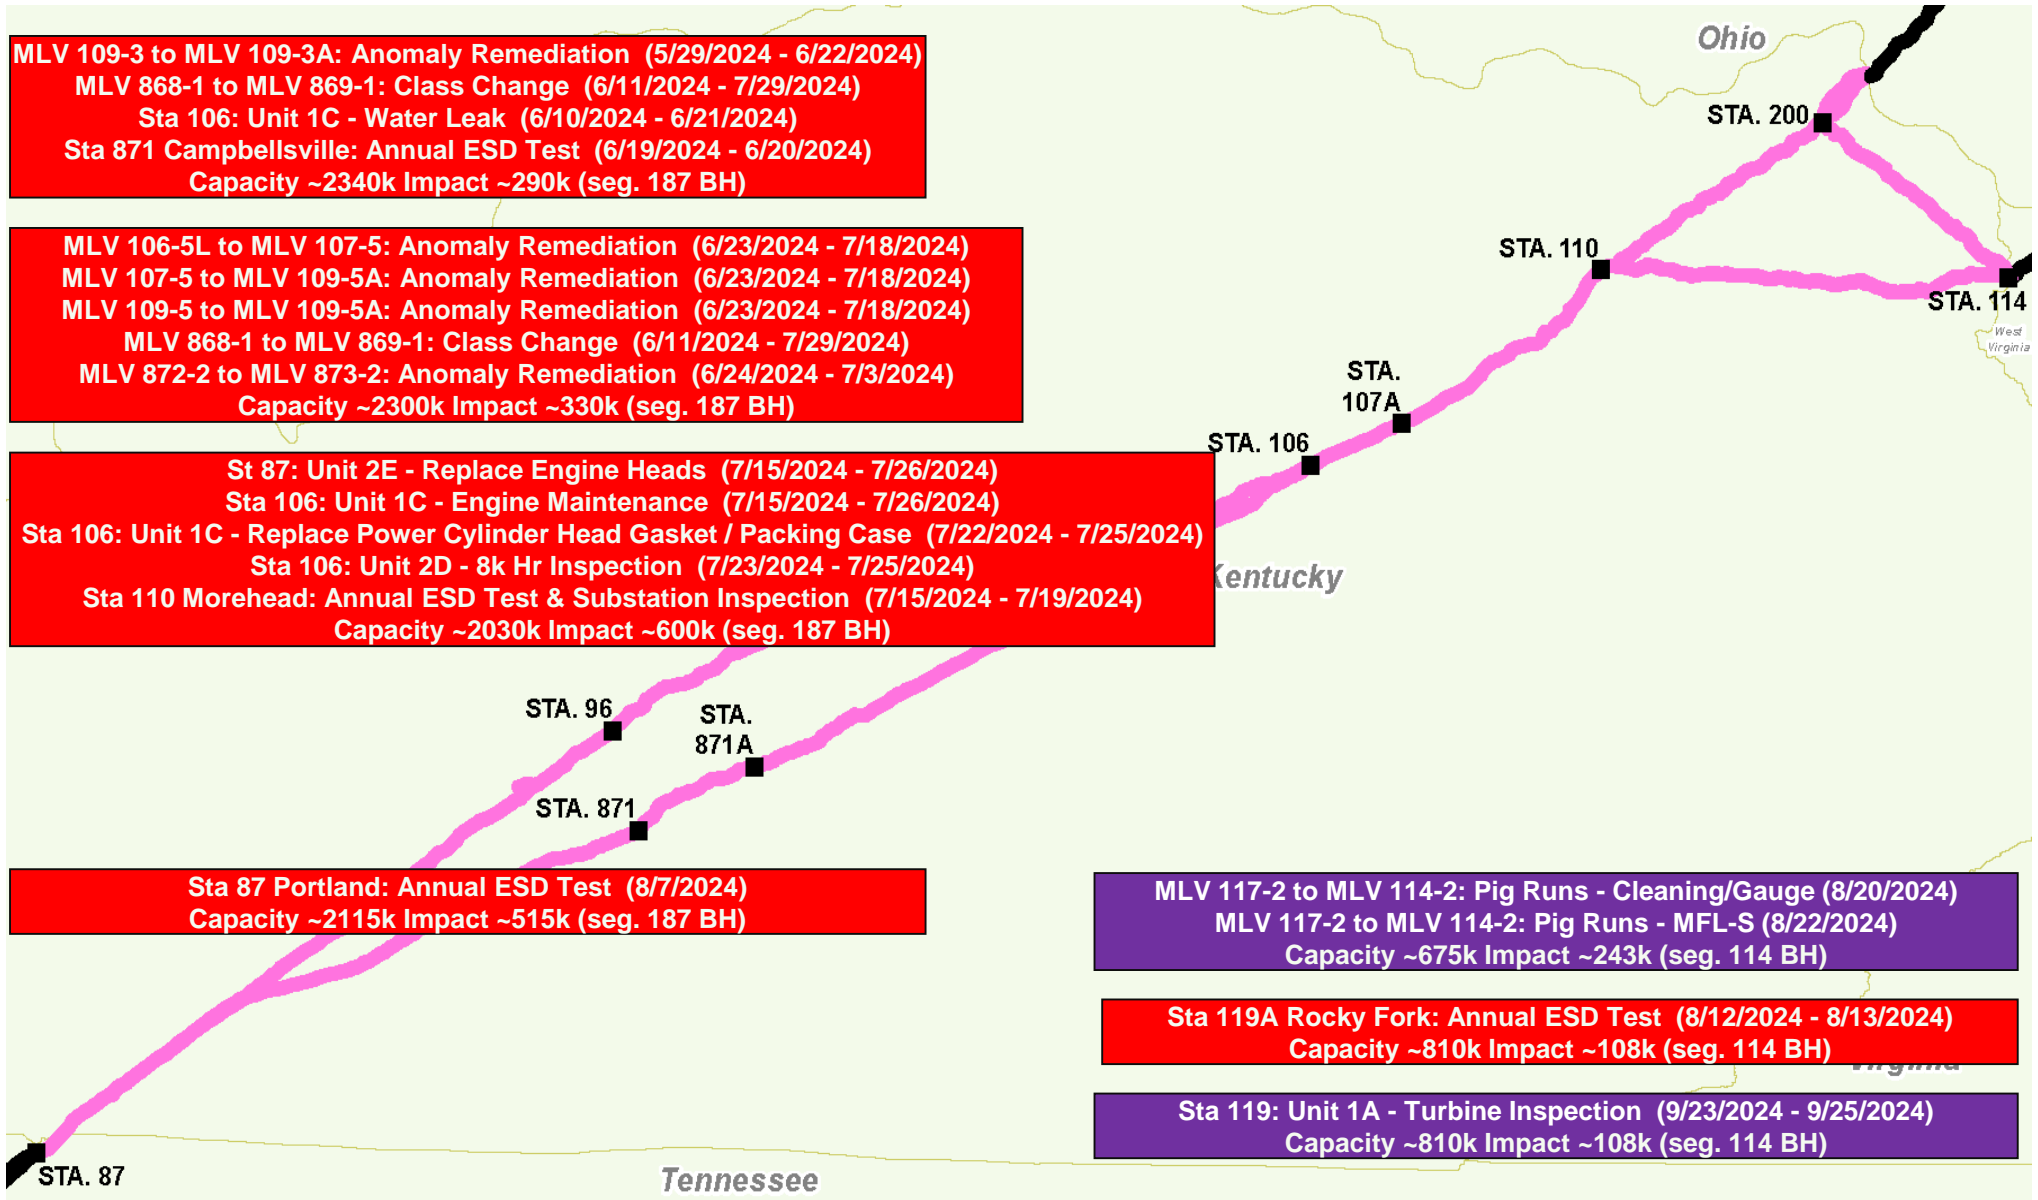 MLV 109-3 to MLV 109-3A: Anomaly Remediation (5/29/2024 - 6/22/2024)
MLV 868-1 to MLV 869-1: Class Change (6/11/2024 - 7/29/2024)
Sta 106: Unit 1C - Water Leak (6/10/2024 - 6/21/2024)
Sta 871 Campbellsville: Annual ESD Test (6/19/2024 - 6/20/2024)
Capacity ~2340k Impact ~290k (seg. 187 BH)
Ohio
STA. 200
MLV 106-5L to MLV 107-5: Anomaly Remediation (6/23/2024 - 7/18/2024)
MLV 107-5 to MLV 109-5A: Anomaly Remediation (6/23/2024 - 7/18/2024)
MLV 109-5 to MLV 109-5A: Anomaly Remediation (6/23/2024 - 7/18/2024)
MLV 868-1 to MLV 869-1: Class Change (6/11/2024 - 7/29/2024)
MLV 872-2 to MLV 873-2: Anomaly Remediation (6/24/2024 - 7/3/2024)
Capacity ~2300k Impact ~330k (seg. 187 BH)
STA. 110
STA. 114
West
Virginia
STA.
107A
STA. 106
St 87: Unit 2E - Replace Engine Heads (7/15/2024 - 7/26/2024)
Sta 106: Unit 1C - Engine Maintenance (7/15/2024 - 7/26/2024)
Sta 106: Unit 1C - Replace Power Cylinder Head Gasket / Packing Case (7/22/2024 - 7/25/2024)
Sta 106: Unit 2D - 8k Hr Inspection (7/23/2024 - 7/25/2024)
Sta 110 Morehead: Annual ESD Test & Substation Inspection (7/15/2024 - 7/19/2024)
Capacity ~2030k Impact ~600k (seg. 187 BH)
Kentucky
STA. 96
STA.
871A
STA. 871
Sta 87 Portland: Annual ESD Test (8/7/2024)
Capacity ~2115k Impact ~515k (seg. 187 BH)
MLV 117-2 to MLV 114-2: Pig Runs - Cleaning/Gauge (8/20/2024)
MLV 117-2 to MLV 114-2: Pig Runs - MFL-S (8/22/2024)
Capacity ~675k Impact ~243k (seg. 114 BH)
Sta 119A Rocky Fork: Annual ESD Test (8/12/2024 - 8/13/2024)
Capacity ~810k Impact ~108k (seg. 114 BH)
Virginia
Sta 119: Unit 1A - Turbine Inspection (9/23/2024 - 9/25/2024)
Capacity ~810k Impact ~108k (seg. 114 BH)
STA. 87
Tennessee